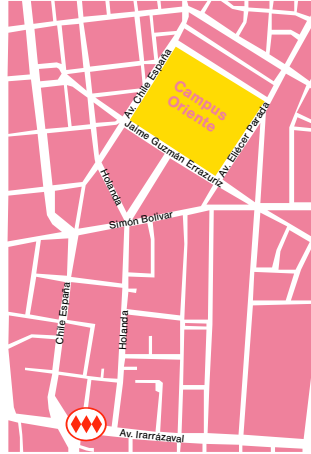 Av. Chile España
Campus
Oriente
Jaime Guzmán Errazuriz
Av. Eliecer Parada
Holanda
Simón Bolívar
Chile España
Holanda
Av. Irarrázaval